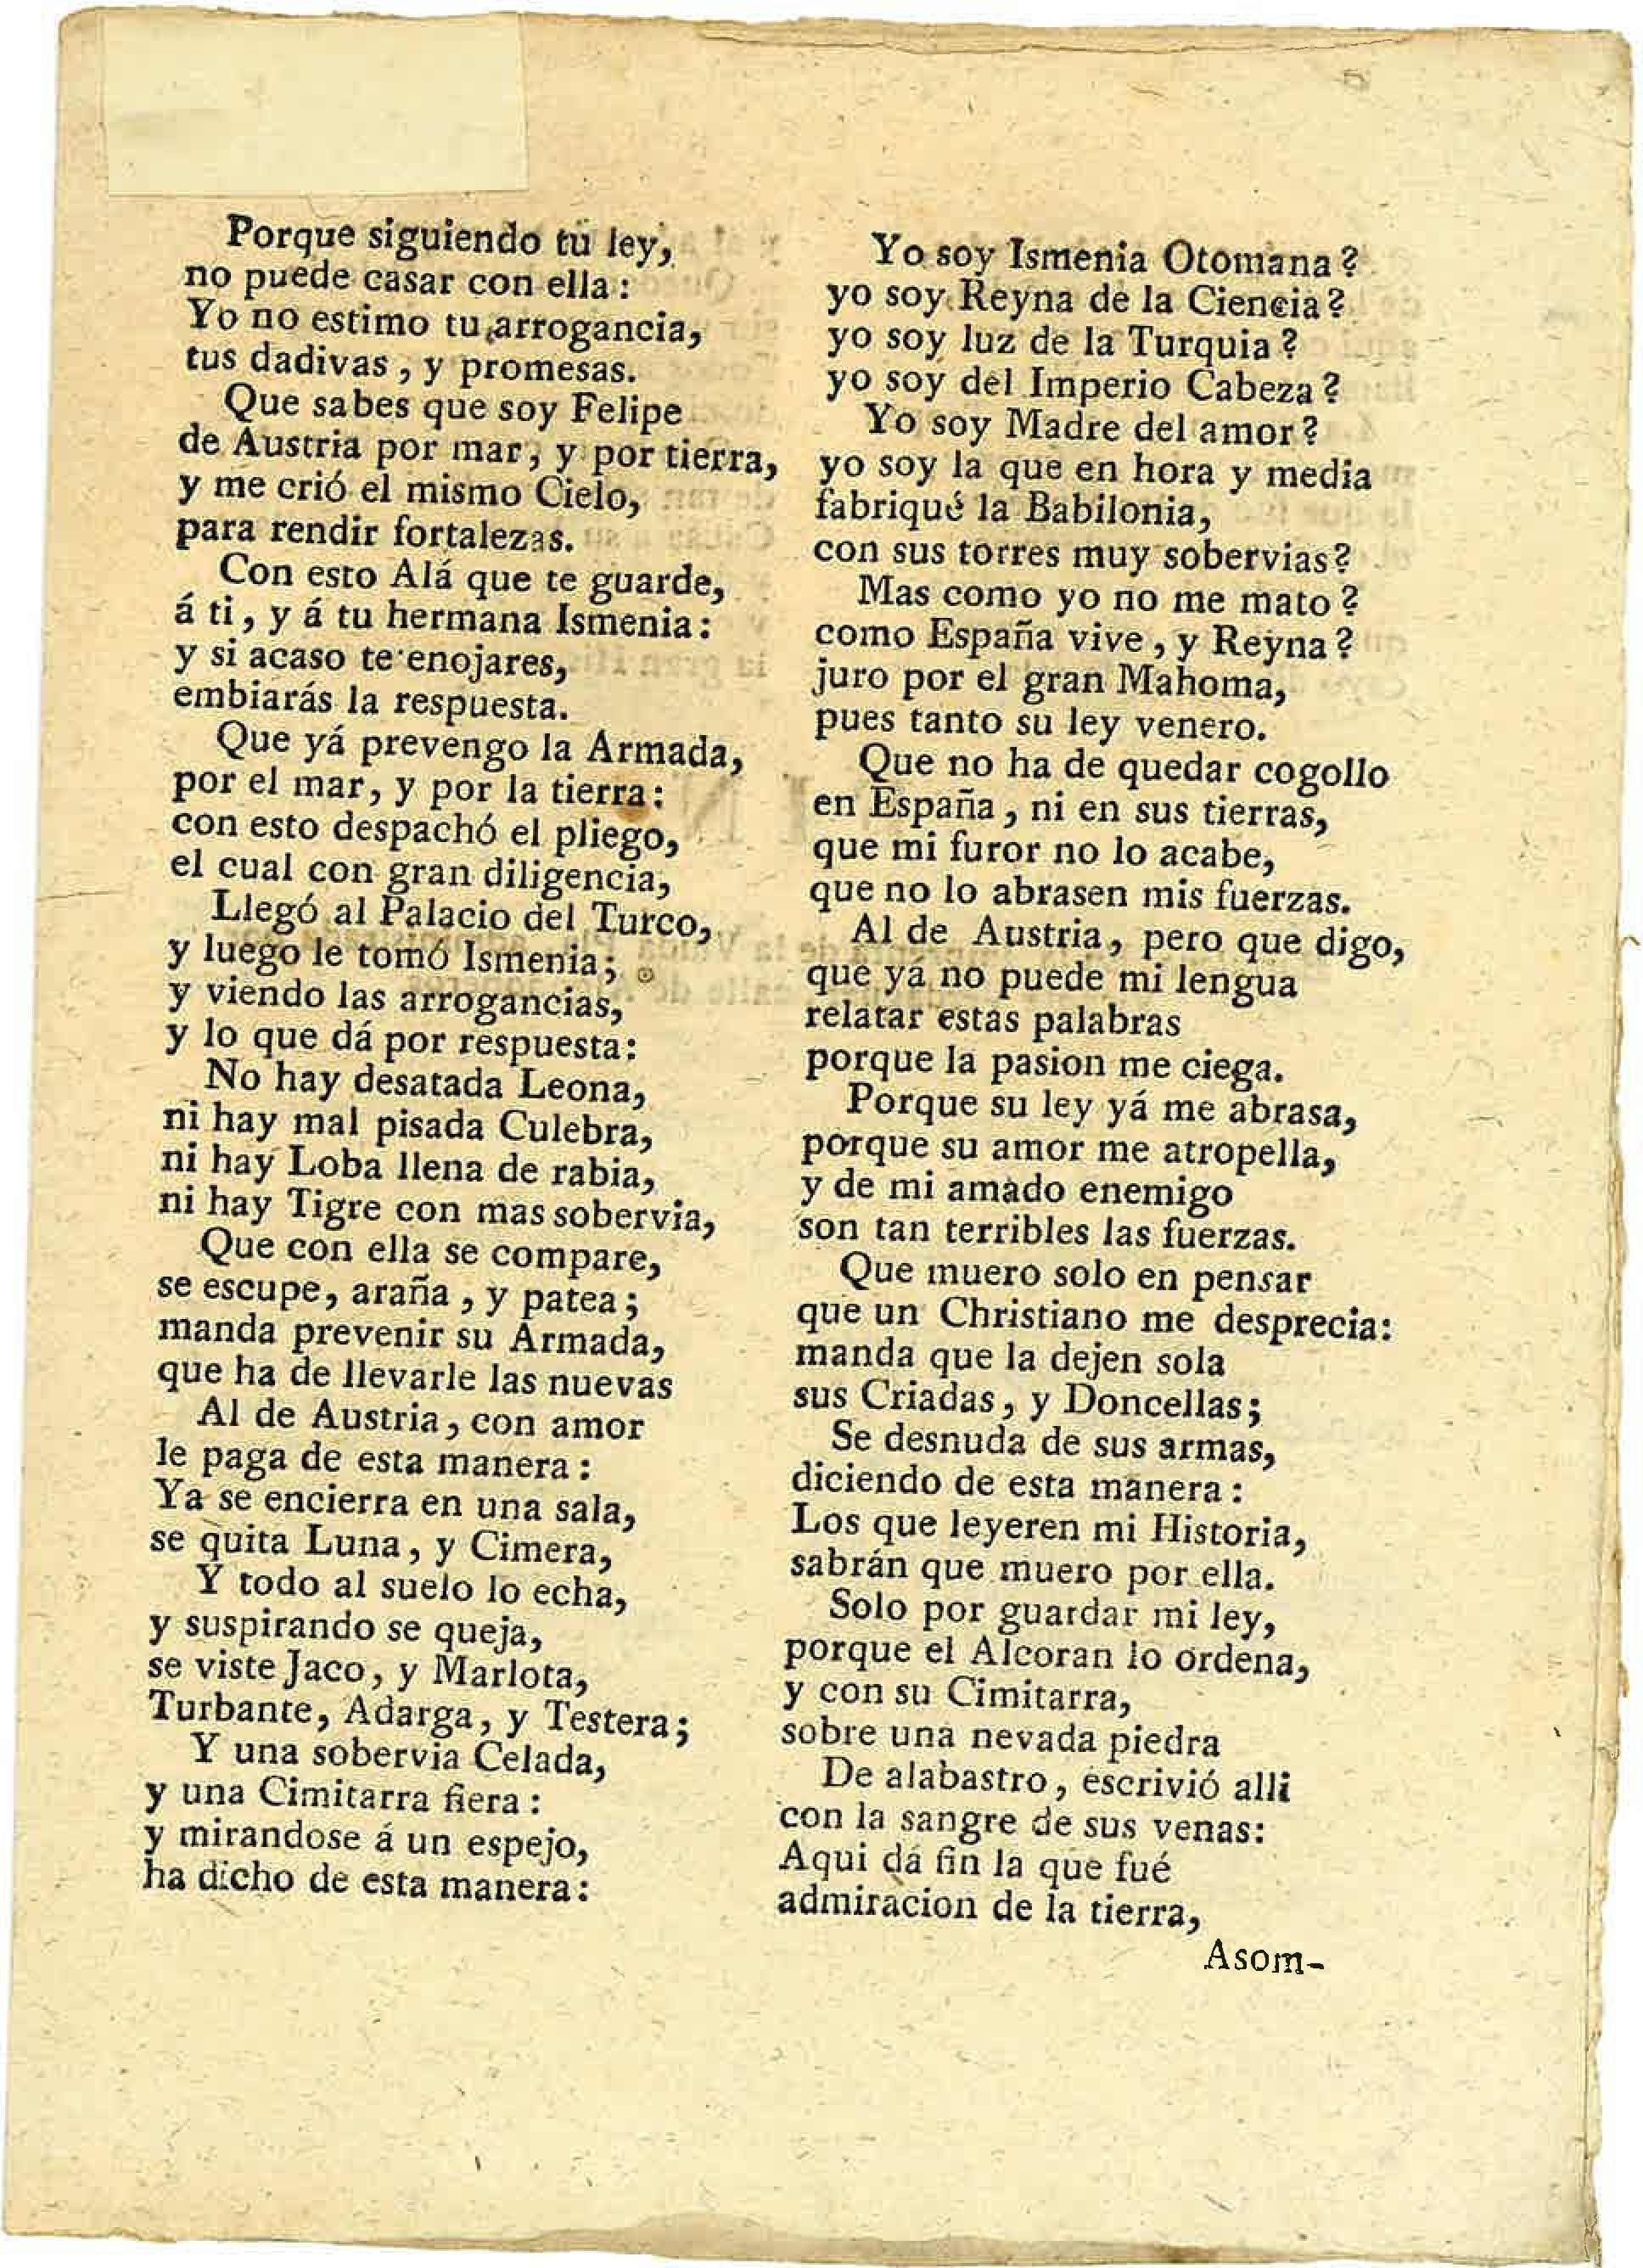 Porque siguiendo tu ley,
no puede casar con ella:
Yo no estimo tu arrogancia,
tus dadivas, y promesas.
Que sabes que soy Felipe
de Austria por mar, y por tierra,
y me crió el mismo Cielo,
para rendir fortalezas.
Con esto Alá que te guarde,
á ti, y á tu hermana Ismenia:
y si acaso te enojares,
embiarás la respuesta.
Que yá prevengo la Armada,
por el mar, y por la tierra:
con esto despachó el pliego,
el cual con gran diligencia,
Llegó al Palacio del Turco,
y luego le tomó Ismenia;
y viendo las arrogancias,
y lo que dá por respuesta:
No hay desatada Leona,
ni hay mal pisada Culebra,
ni hay Loba llena de rabia,
ni hay Tigre con mas sobervia,
Que con ella se compare,
se escupe, araña, y patea;
manda prevenir su Armada,
que ha de llevarle las nuevas
Al de Austria, con amor
le paga de esta manera:
Ya se encierra en una sala,
se quita Luna, y Cimera,
Y todo al suelo lo echa,
y suspirando se queja,
se viste Jaco, y Marlota,
Turbante, Adarga, y Testera;
Y una sobervia Celada,
y una Cimitarra fiera:
y mirandose á un espejo,
ha dicho de esta manera:
Yo soy Ismenia Otomana?
yo soy Reyna de la Ciencia?
yo soy luz de la Turquia?
yo soy del Imperio Cabeza?
Yo soy Madre del amor?
yo soy la que en hora y media
fabriqué la Babilonia,
con sus torres muy sobervias?
Mas como yo no me mato?
como España vive, y Reyna?
juro por el gran Mahoma,
pues tanto su ley venero.
Que no ha de quedar cogollo
en España, ni en sus tierras,
que mi furor no lo acabe,
que no lo abrasen mis fuerzas.
Al de Austria, pero que digo,
que ya no puede mi lengua
relatar estas palabras
porque la pasion me ciega.
Porque su ley yá me abrasa,
porque su amor me atropella,
y de mi amado enemigo
son tan terribles las fuerzas.
Que muero solo en pensar
que un Christiano me desprecia:
manda que la dejen sola
sus Criadas, y Doncellas;
Se desnuda de sus armas,
diciendo de esta manera:
Los que leyeren mi Historia,
sabrán que muero por ella.
Solo por guardar mi ley,
porque el Alcoran lo ordena,
y con su Cimitarra,
sobre una nevada piedra
De alabastro, escrivió alli
con la sangre de sus venas:
Aqui dá fin la que fué
admiracion de la tierra,
Asom-